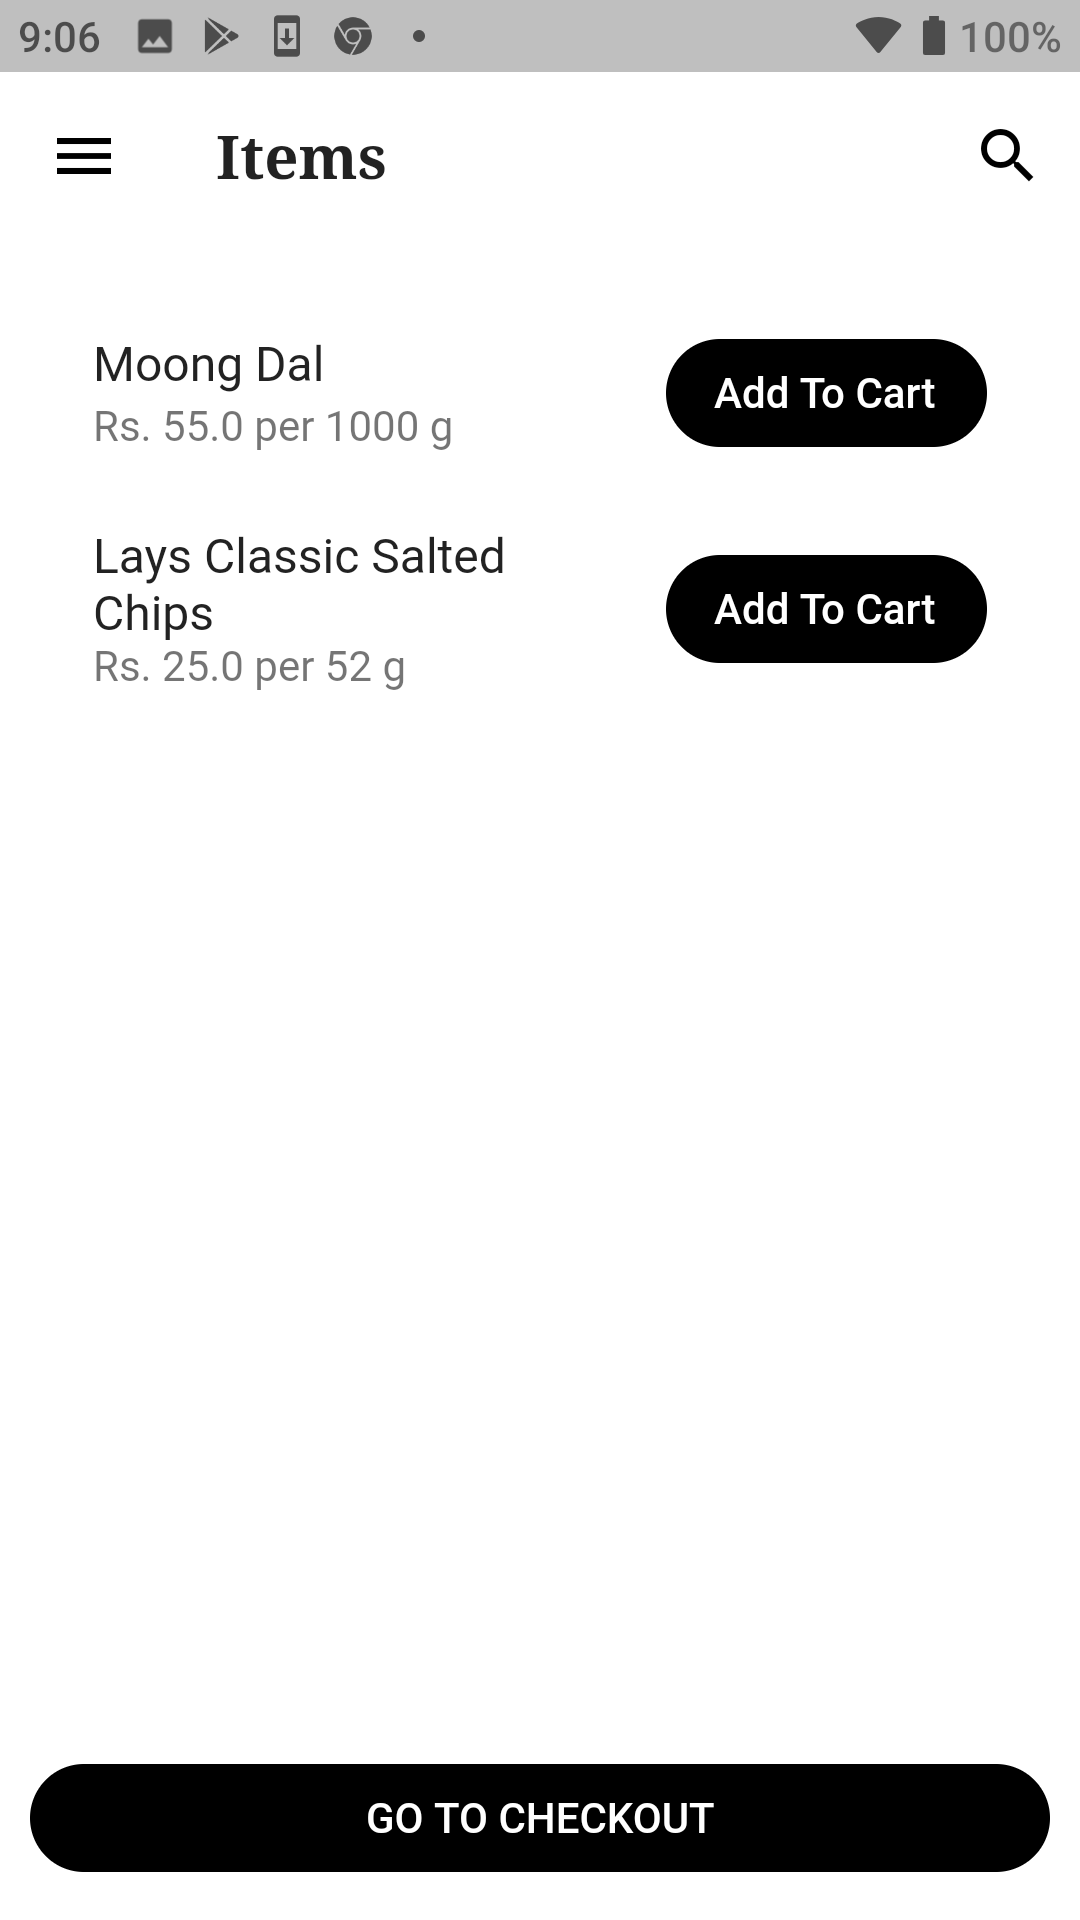 9:06
100%
Items
Moong Dal
Rs. 55.0 per 1000 g
Add To Cart
Lays Classic Salted
Chips
Rs. 25.0 per 52 g
Add To Cart
GO TO CHECKOUT